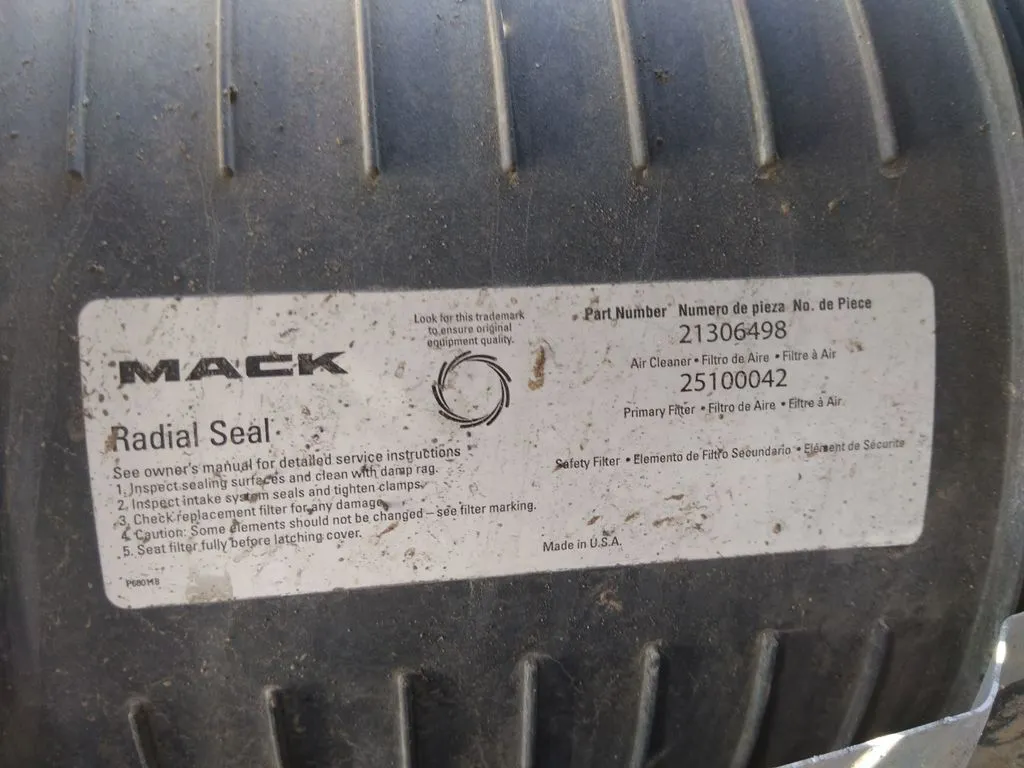 MACK
Radial Seal
See owner's manual for detailed service instructions
1. Inspect sealing surfaces and clean with damp rag.
2. Inspect intake system seals and tighten clamps.
3. Check replacement filter for any damage
4. Caution: Some elements should not be changed – see filter marking.
5. Seat filter fully before latching cover.
Look for this trademark
to ensure original
equipment quality.
Part Number Numero de pieza No. de Piece
21306498
Air Cleaner • Filtro de Aire • Filtre à Air
25100042
Primary Filter • Filtro de Aire • Filtre à Air
Safety Filter • Elemento de Filtro Secundario • Elément de Sécurité
Made in U.S.A.